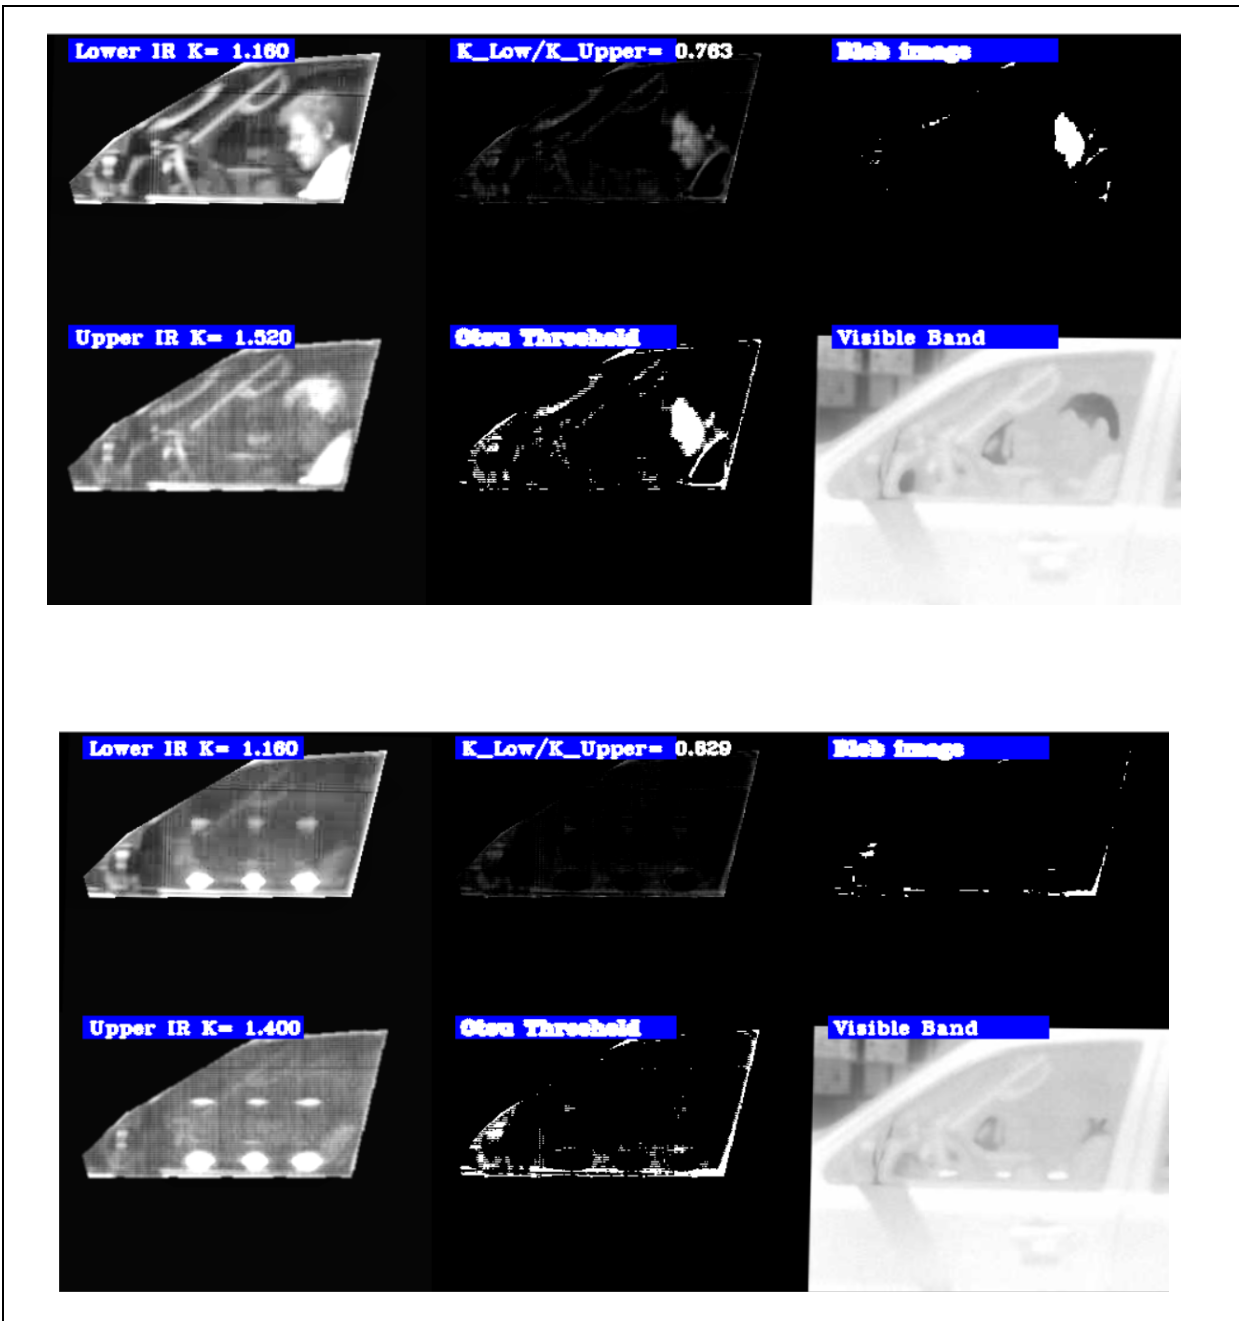 Lower IR K= 1.160
K_Low/K_Upper= 0.763
Blob image
Upper IR K= 1.520
Otsu Threshold
Visible Band
Lower IR K= 1.160
K_Low/K_Upper= 0.829
Blob image
Upper IR K= 1.400
Otsu Threshold
Visible Band